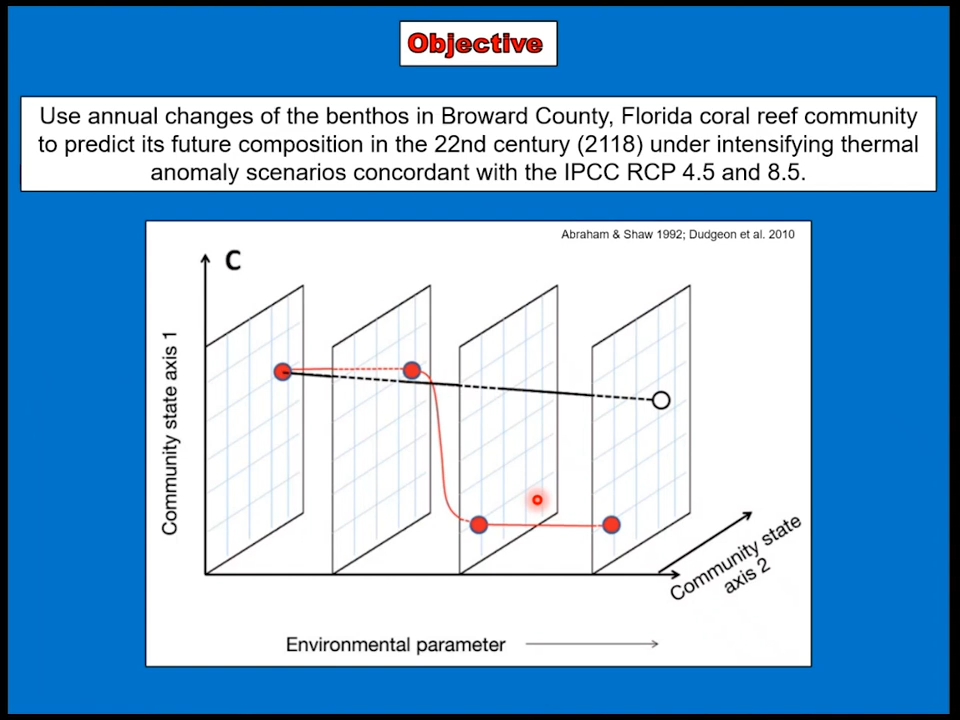 Objective
Use annual changes of the benthos in Broward County, Florida coral reef community
to predict its future composition in the 22nd century (2118) under intensifying thermal
anomaly scenarios concordant with the IPCC RCP 4.5 and 8.5.
Abraham & Shaw 1992; Dudgeon et al. 2010
C
Community state axis 1
Community state
axis 2
Environmental parameter